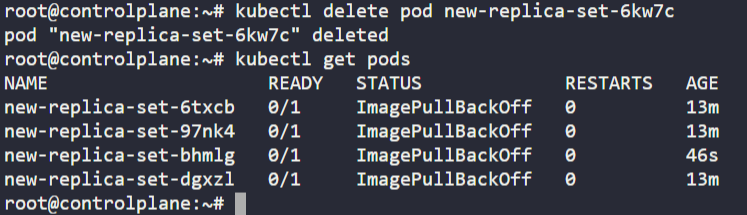 root@controlplane:~# kubectl delete pod new-replica-set-6kw7c
pod "new-replica-set-6kw7c" deleted
root@controlplane:~# kubectl get pods
NAME READY STATUS RESTARTS AGE
new-replica-set-6txcb 0/1 ImagePullBackOff 0 13m
new-replica-set-97nk4 0/1 ImagePullBackOff 0 13m
new-replica-set-bhmlg 0/1 ImagePullBackOff 0 46s
new-replica-set-dgxzl 0/1 ImagePullBackOff 0 13m
root@controlplane:~#